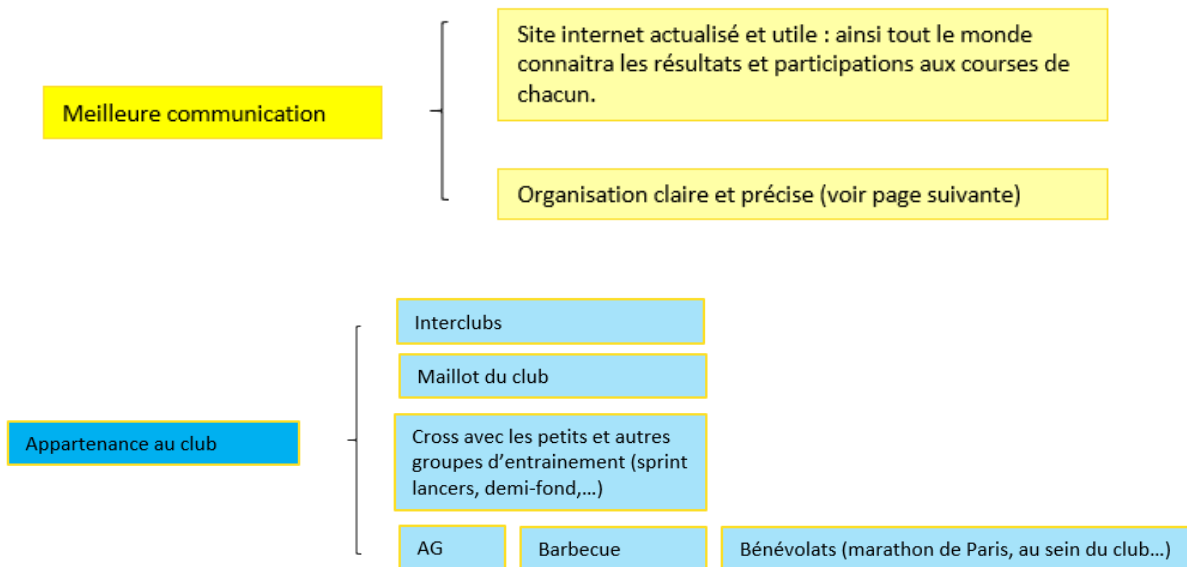 Site internet actualisé et utile : ainsi tout le monde
connaitra les résultats et participations aux courses de
chacun.
Meilleure communication
Organisation claire et précise (voir page suivante)
Interclubs
Maillot du club
Appartenance au club
Cross avec les petits et autres
groupes d’entrainement (sprint
lancers, demi-fond,…)
AG
Barbecue
Bénévolats (marathon de Paris, au sein du club…)